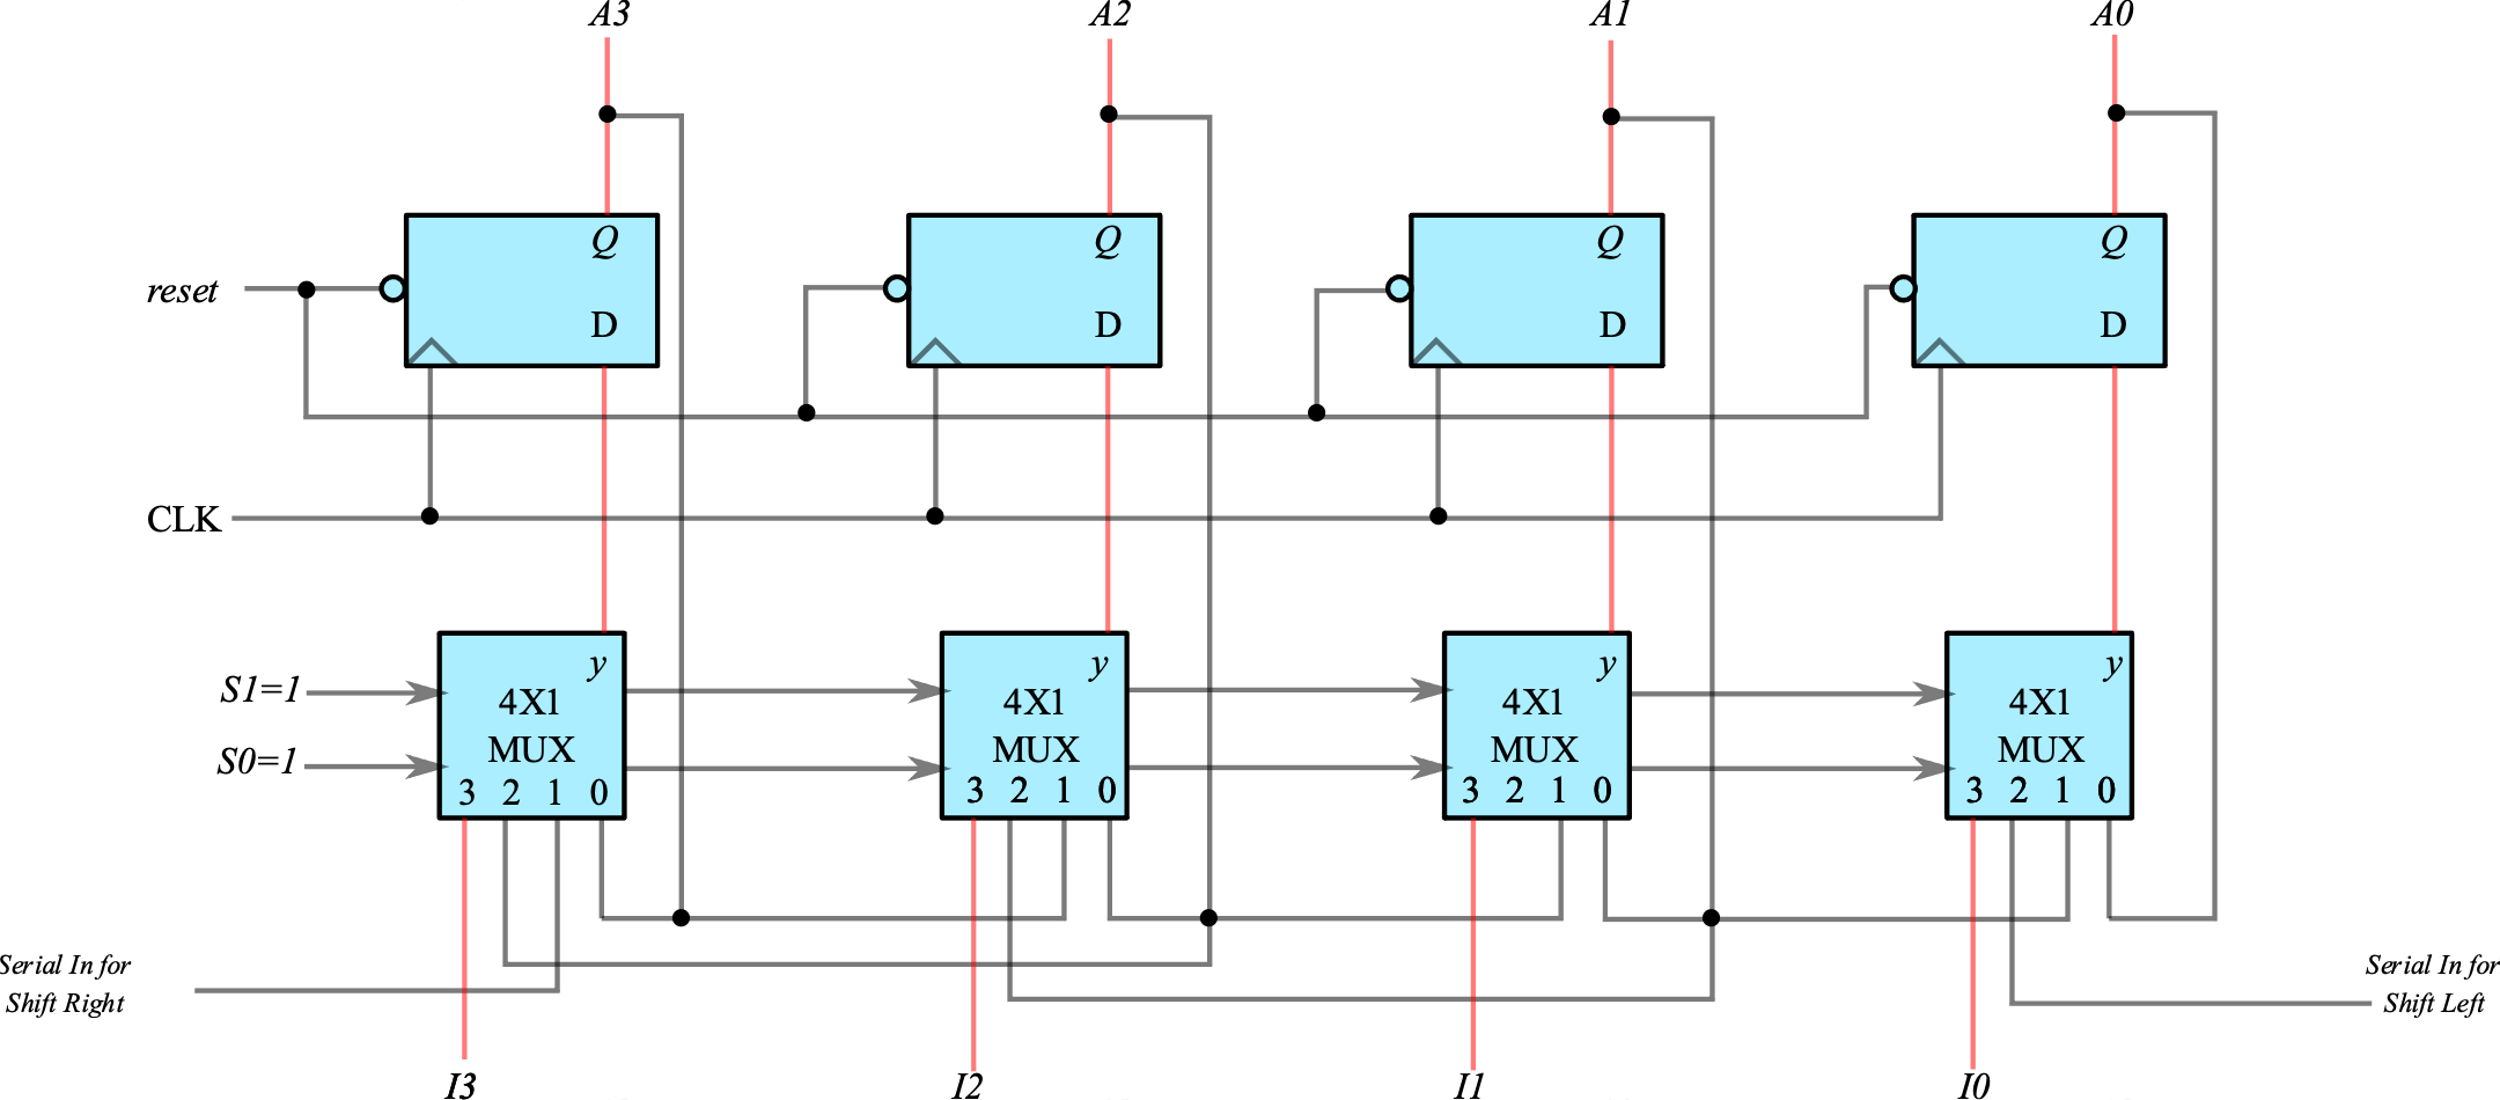 A3 A2 A1 A0
Q Q Q Q
reset
D D D D
CLK
y y y y
S1=1 4X1 4X1 4X1 4X1
S0=1 MUX MUX MUX MUX
3 2 1 0 3 2 1 0 3 2 1 0 3 2 1 0
Serial In for
Shift Right
Serial In for
Shift Left
I3 I2 I1 I0